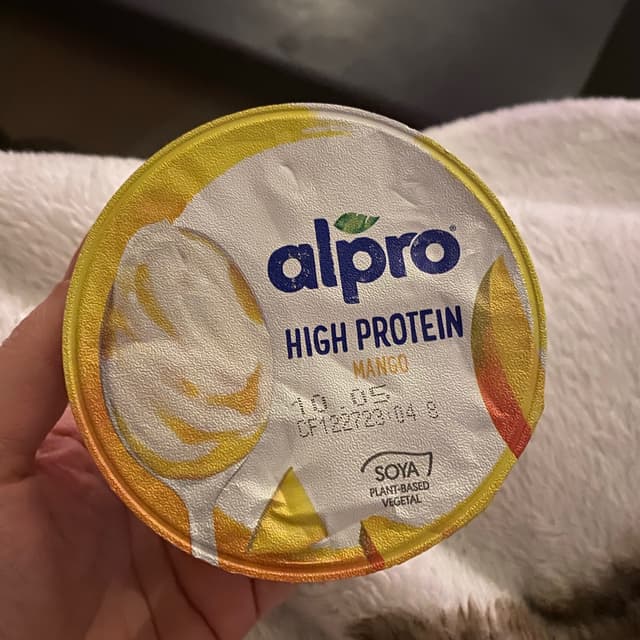 alpro®
HIGH PROTEIN
MANGO
10.05
CF122723 04 8
SOYA
PLANT-BASED
VEGETAL